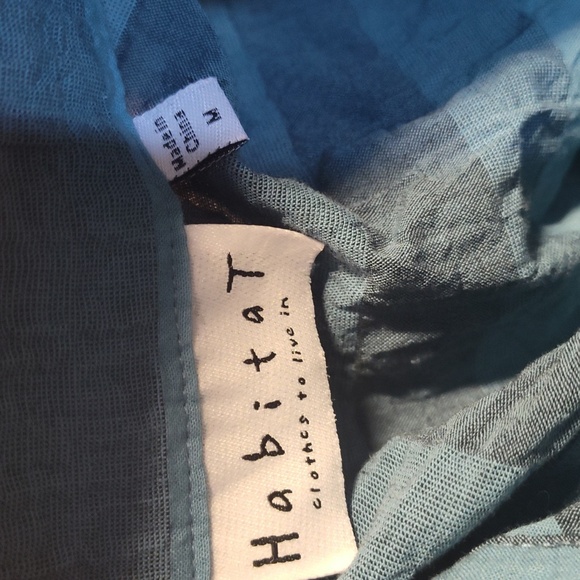 M
Made in
China
HabitaT
clothes to live in